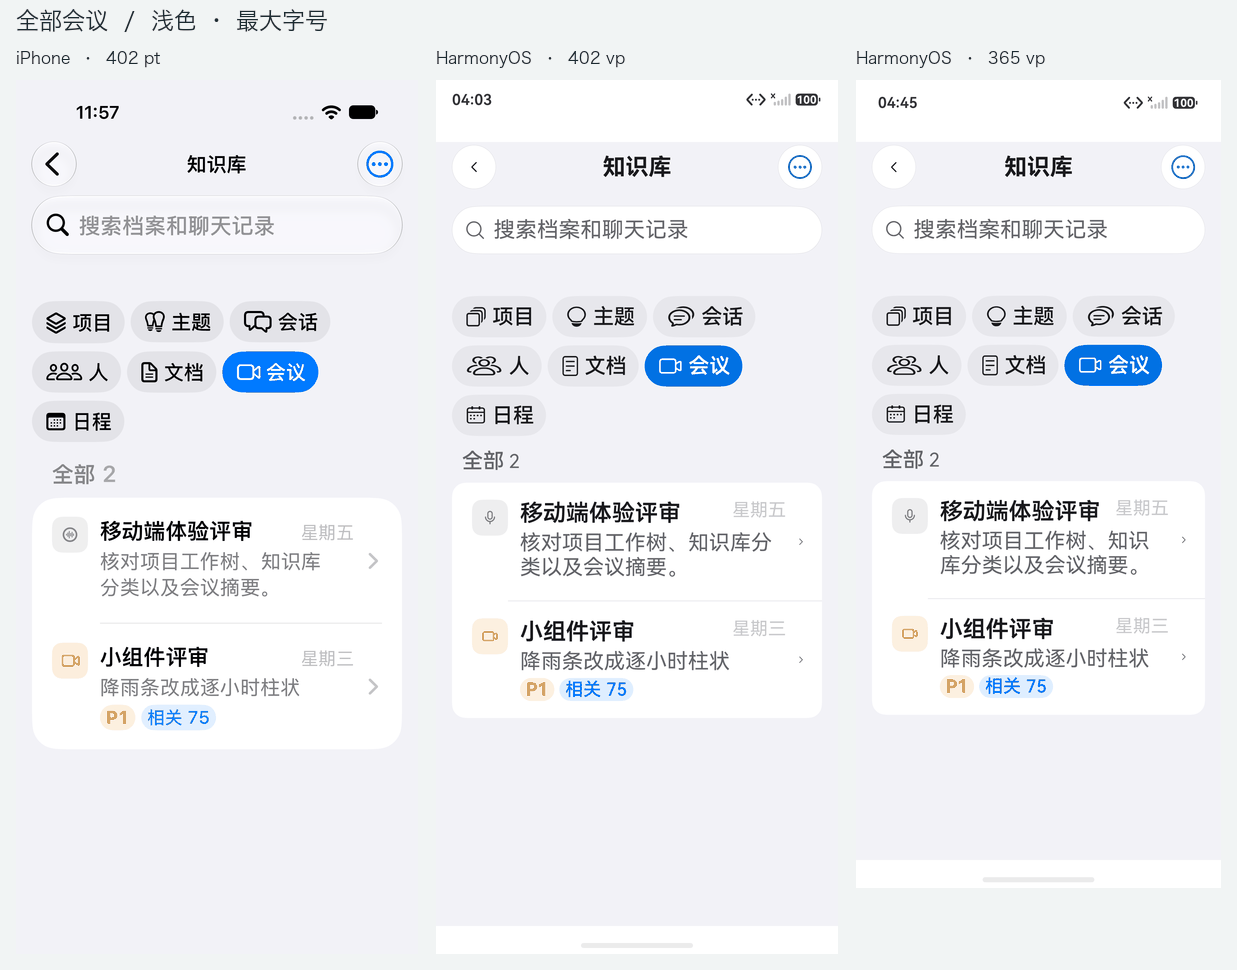 全部会议 / 浅色 · 最大字号
iPhone · 402 pt
11:57
知识库
搜索档案和聊天记录
项目 主题 会话
人 文档 会议
日程
全部 2
移动端体验评审 星期五
核对项目工作树、知识库
分类以及会议摘要。
小组件评审 星期三
降雨条改成逐小时柱状
P1 相关 75
HarmonyOS · 402 vp
04:03 100
知识库
搜索档案和聊天记录
项目 主题 会话
人 文档 会议
日程
全部 2
移动端体验评审 星期五
核对项目工作树、知识库分
类以及会议摘要。
小组件评审 星期三
降雨条改成逐小时柱状
P1 相关 75
HarmonyOS · 365 vp
04:45 100
知识库
搜索档案和聊天记录
项目 主题 会话
人 文档 会议
日程
全部 2
移动端体验评审 星期五
核对项目工作树、知识
库分类以及会议摘要。
小组件评审 星期三
降雨条改成逐小时柱状
P1 相关 75